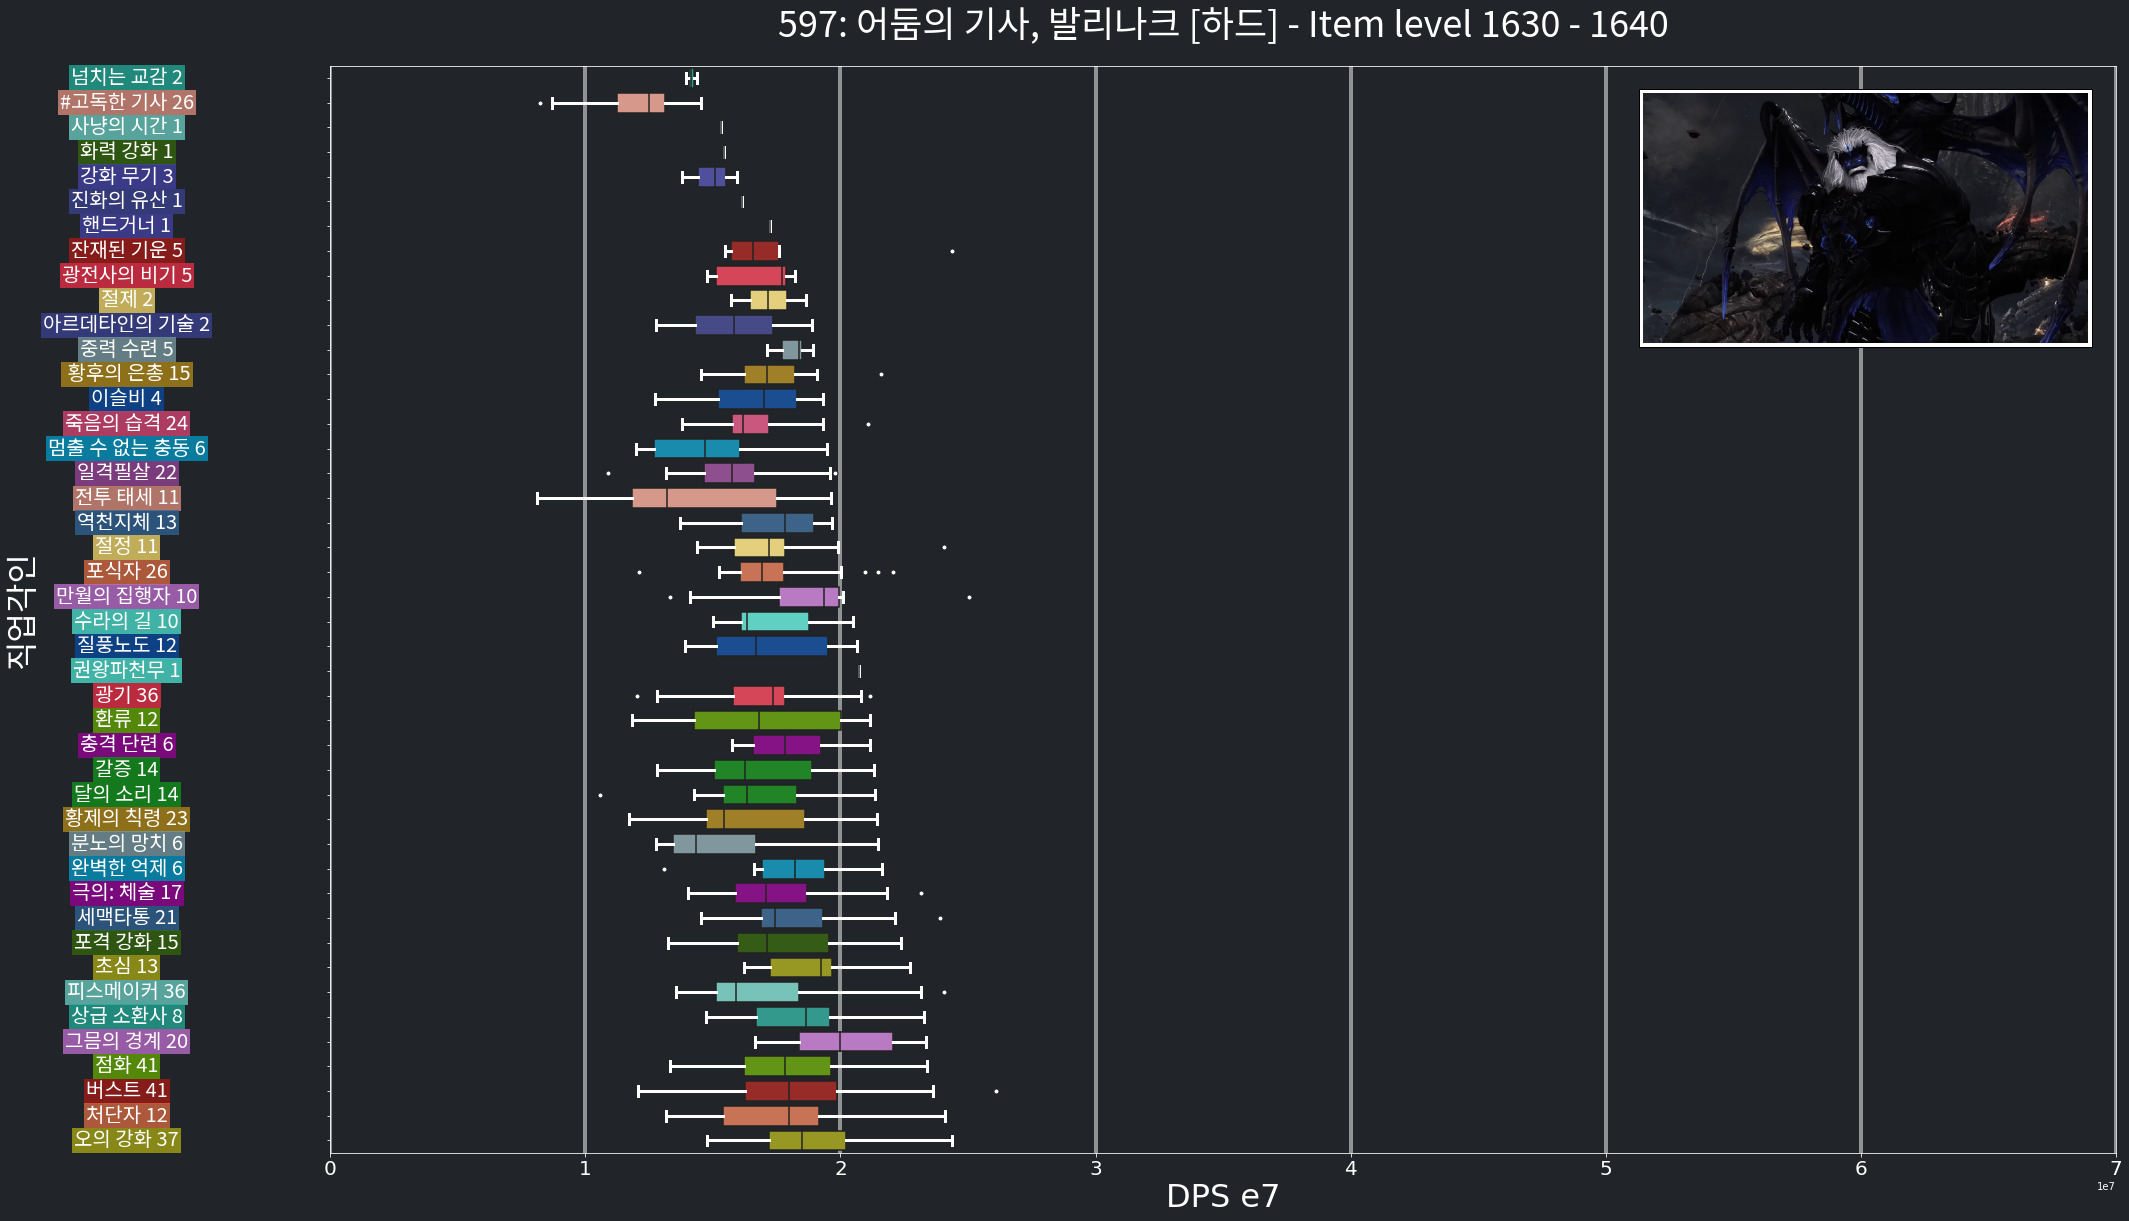 597: 어둠의 기사, 발리나크 [하드] - Item level 1630 - 1640
넘치는 교감 2
#고독한 기사 26
사냥의 시간 1
화력 강화 1
강화 무기 3
진화의 유산 1
핸드거너 1
잔재된 기운 5
광전사의 비기 5
절제 2
아르데타인의 기술 2
중력 수련 5
황후의 은총 15
이슬비 4
죽음의 습격 24
멈출 수 없는 충동 6
일격필살 22
전투 태세 11
역천지체 13
절정 11
포식자 26
만월의 집행자 10
수라의 길 10
질풍노도 12
권왕파천무 1
광기 36
환류 12
충격 단련 6
갈증 14
달의 소리 14
황제의 칙령 23
분노의 망치 6
완벽한 억제 6
극의: 체술 17
세맥타통 21
포격 강화 15
초심 13
피스메이커 36
상급 소환사 8
그믐의 경계 20
점화 41
버스트 41
처단자 12
오의 강화 37
직업각인
0 1 2 3 4 5 6 7
1e7
DPS e7